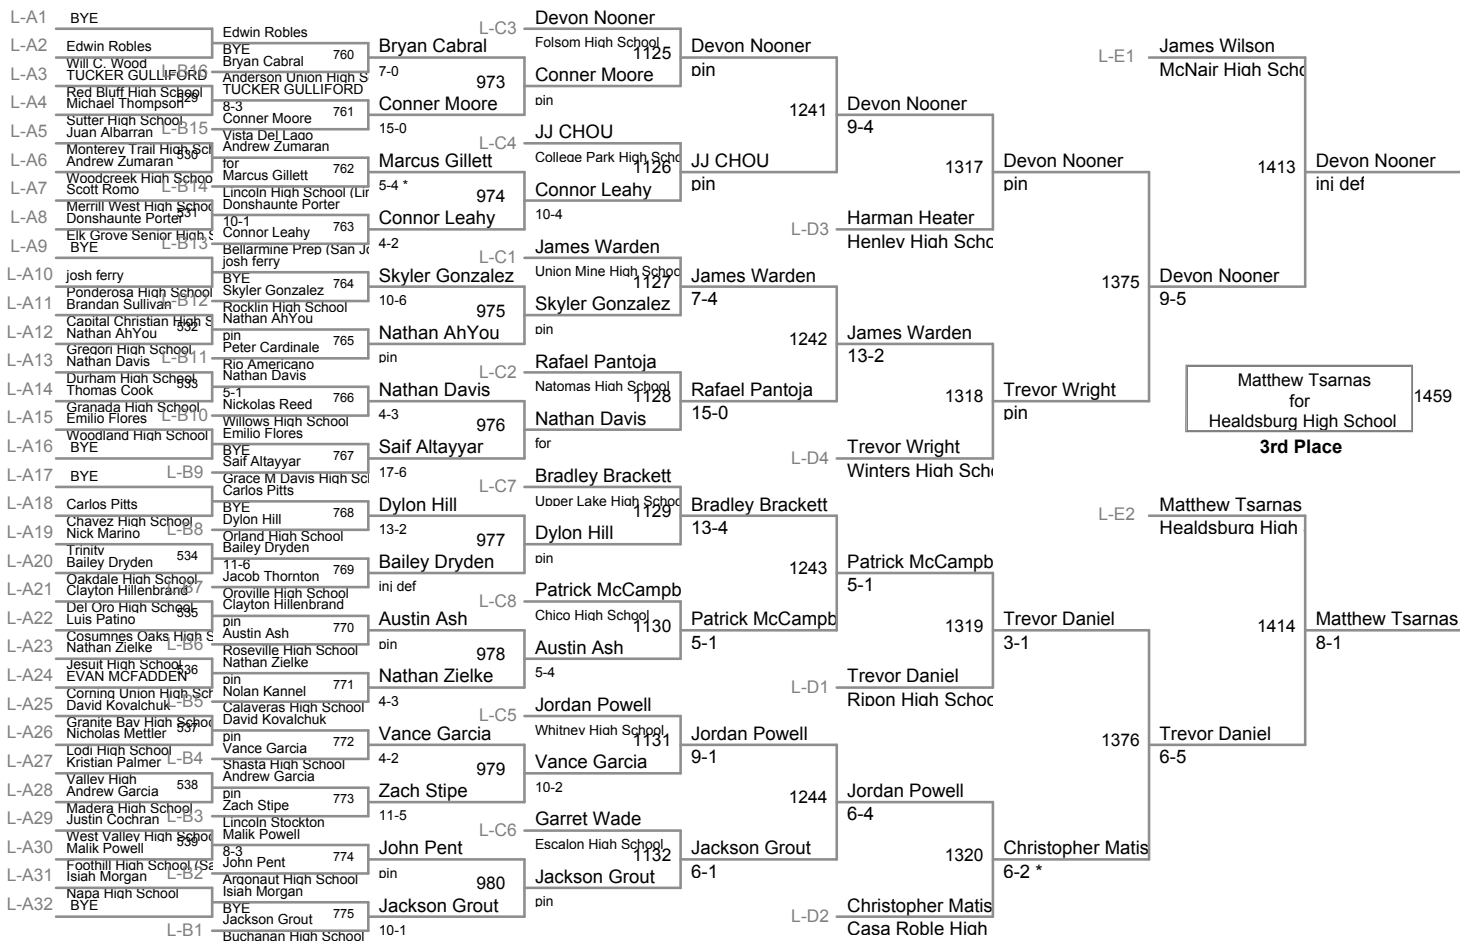 L-A1
BYE
L-A2
Edwin Robles
L-A3
Will C. Wood
TUCKER GULLIFORD
L-A4
Red Bluff High School
Michael Thompson
529
L-A5
Sutter High School
Juan Albarran
L-A6
Monterey Trail High Sch
Andrew Zumaran
530
L-A7
Woodcreek High School
Scott Romo
L-A8
Merrill West High School
Donshaunte Porter
531
L-A9
Elk Grove Senior High S
BYE
L-A10
josh ferry
L-A11
Ponderosa High School
Brandan Sullivan
L-A12
Capital Christian High S
Nathan AhYou
532
L-A13
Gregori High School
Nathan Davis
L-A14
Durham High School
Thomas Cook
533
L-A15
Granada High School
Emilio Flores
L-A16
Woodland High School
BYE
L-A17
BYE
L-A18
Carlos Pitts
L-A19
Chavez High School
Nick Marino
L-A20
Trinity
Bailey Dryden
534
L-A21
Oakdale High School
Clayton Hillenbrand
L-A22
Del Oro High School
Luis Patino
535
L-A23
Cosumnes Oaks High S
Nathan Zielke
L-A24
Jesuit High School
EVAN MCFADDEN
536
L-A25
Corning Union High Sch
David Kovalchuk
L-A26
Granite Bay High School
Nicholas Mettler
537
L-A27
Lodi High School
Kristian Palmer
L-A28
Valley High
Andrew Garcia
538
L-A29
Madera High School
Justin Cochran
L-A30
West Valley High School
Malik Powell
539
L-A31
Foothill High School (Sa
Isiah Morgan
L-A32
Napa High School
BYE
Edwin Robles
BYE
760
L-B16
Bryan Cabral
Anderson Union High S
TUCKER GULLIFORD
8-3
761
L-B15
Conner Moore
Vista Del Lago
Andrew Zumaran
for
762
L-B14
Marcus Gillett
Lincoln High School (Lin
Donshaunte Porter
10-1
763
L-B13
Connor Leahy
Bellarmine Prep (San Jo
josh ferry
BYE
764
L-B12
Skyler Gonzalez
Rocklin High School
Nathan AhYou
pin
765
L-B11
Peter Cardinale
Rio Americano
Nathan Davis
5-1
766
L-B10
Nickolas Reed
Willows High School
Emilio Flores
BYE
767
L-B9
Saif Altayyar
Grace M Davis High Sch
Carlos Pitts
BYE
768
L-B8
Dylon Hill
Orland High School
Bailey Dryden
11-6
769
L-B7
Jacob Thornton
Oroville High School
Clayton Hillenbrand
pin
770
L-B6
Austin Ash
Roseville High School
Nathan Zielke
pin
771
L-B5
Nolan Kannel
Calaveras High School
David Kovalchuk
pin
772
L-B4
Vance Garcia
Shasta High School
Andrew Garcia
pin
773
L-B3
Zach Stipe
Lincoln Stockton
Malik Powell
8-3
774
L-B2
John Pent
Argonaut High School
Isiah Morgan
BYE
775
L-B1
Jackson Grout
Buchanan High School
Bryan Cabral
7-0
973
Conner Moore
15-0
Marcus Gillett
5-4 *
974
Connor Leahy
4-2
Skyler Gonzalez
10-6
975
Nathan AhYou
pin
Nathan Davis
4-3
976
Saif Altayyar
17-6
Dylon Hill
13-2
977
Bailey Dryden
inj def
Austin Ash
pin
978
Nathan Zielke
4-3
Vance Garcia
4-2
979
Zach Stipe
11-5
John Pent
pin
980
Jackson Grout
10-1
L-C3
Devon Nooner
Folsom High School
1125
Conner Moore
pin
L-C4
JJ CHOU
College Park High Scho
1126
Connor Leahy
10-4
L-C1
James Warden
Union Mine High School
1127
Skyler Gonzalez
pin
L-C2
Rafael Pantoja
Natomas High School
1128
Nathan Davis
for
L-C7
Bradley Brackett
Upper Lake High School
1129
Dylon Hill
pin
L-C8
Patrick McCampb
Chico High School
1130
Austin Ash
5-4
L-C5
Jordan Powell
Whitney High School
1131
Vance Garcia
10-2
L-C6
Garret Wade
Escalon High School
1132
Jackson Grout
pin
Devon Nooner
pin
1241
JJ CHOU
pin
James Warden
7-4
1242
Rafael Pantoja
15-0
Bradley Brackett
13-4
1243
Patrick McCampb
5-1
Jordan Powell
9-1
1244
Jackson Grout
6-1
Devon Nooner
9-4
1317
L-D3
Harman Heater
Henley High Scho
James Warden
13-2
1318
L-D4
Trevor Wright
Winters High Scho
Patrick McCampb
5-1
1319
L-D1
Trevor Daniel
Ripon High School
Jordan Powell
6-4
1320
L-D2
Christopher Matis
Casa Roble High
Devon Nooner
pin
1375
Trevor Wright
pin
Trevor Daniel
3-1
1376
Christopher Matis
6-2 *
L-E1
James Wilson
McNair High Scho
1413
Devon Nooner
9-5
L-E2
Matthew Tsarnas
Healdsburg High
1414
Trevor Daniel
6-5
Devon Nooner
inj def
Matthew Tsarnas
for
Healdsburg High School
1459
3rd Place
Matthew Tsarnas
8-1